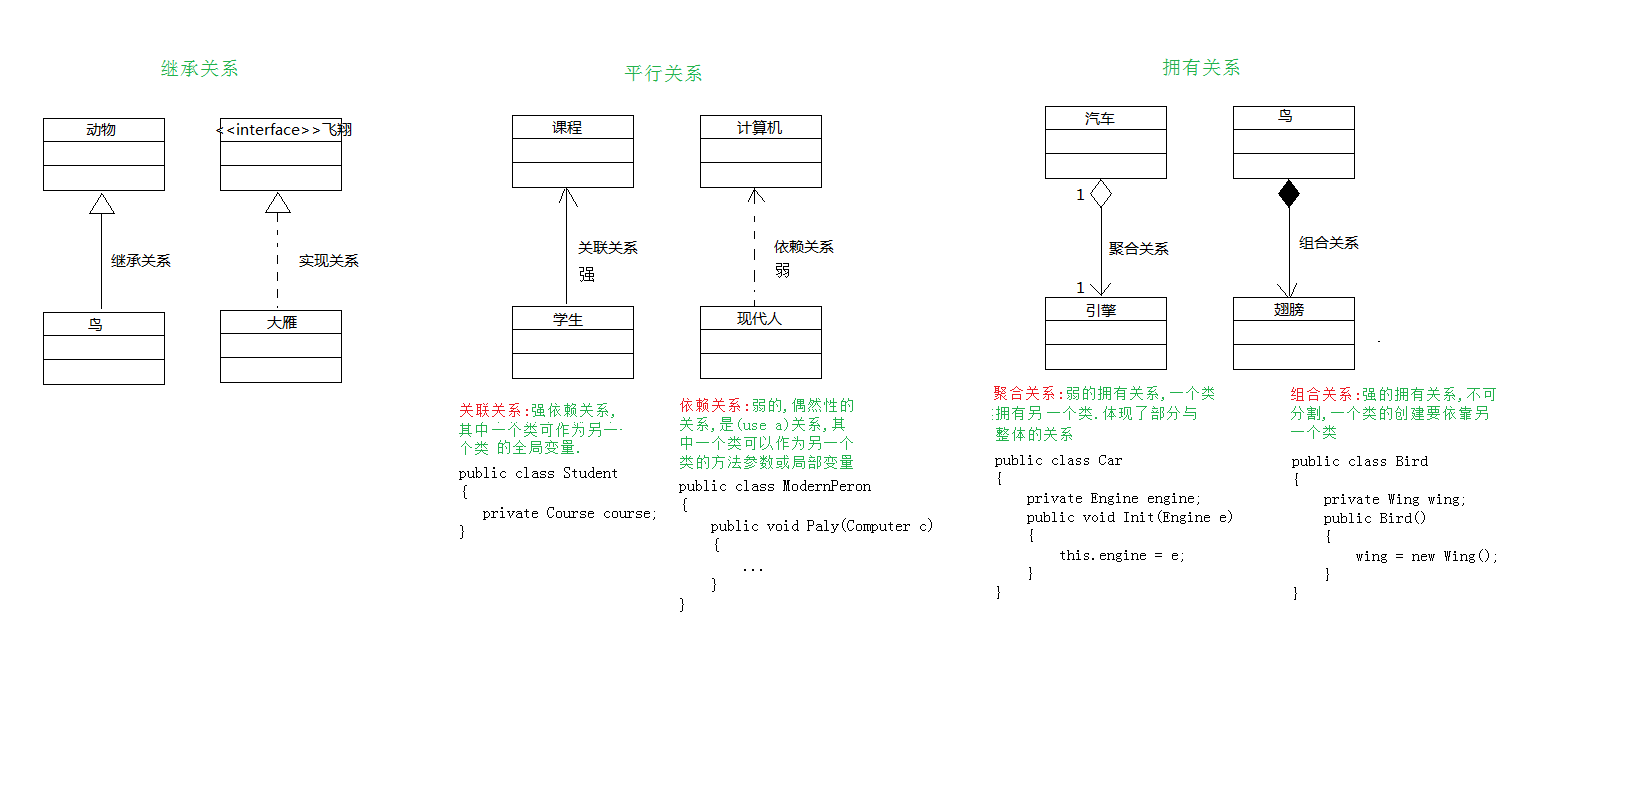 继承关系
动物
<<interface>>飞翔
继承关系
实现关系
鸟
大雁
平行关系
课程
计算机
关联关系
强
依赖关系
弱
学生
现代人
关联关系:强依赖关系,
其中一个类可作为另一
个类 的全局变量.
public class Student
{
private Course course;
}
依赖关系:弱的,偶然性的
关系,是(use a)关系,其
中一个类可以作为另一个
类的方法参数或局部变量
public class ModernPeron
{
public void Paly(Computer c)
{
...
}
}
拥有关系
汽车
鸟
1
聚合关系
组合关系
1
引擎
翅膀
聚合关系:弱的拥有关系,一个类
拥有另一个类.体现了部分与
整体的关系
public class Car
{
private Engine engine;
public void Init(Engine e)
{
this.engine = e;
}
}
组合关系:强的拥有关系,不可
分割,一个类的创建要依靠另
一个类
public class Bird
{
private Wing wing;
public Bird()
{
wing = new Wing();
}
}